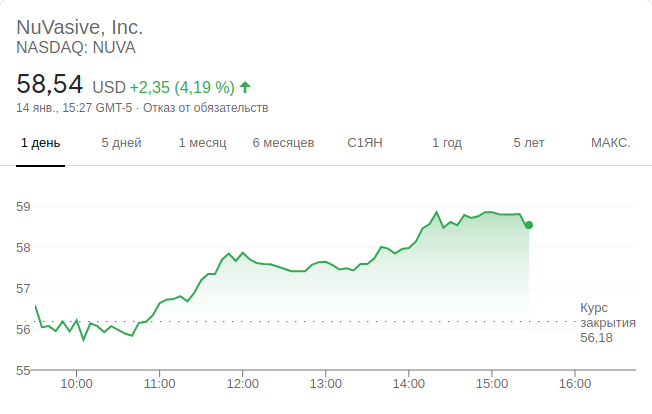 NuVasive, Inc.
NASDAQ: NUVA
58,54 USD +2,35 (4,19 %)
14 янв., 15:27 GMT-5 · Отказ от обязательств
1 день 5 дней 1 месяц 6 месяцев С1ЯН 1 год 5 лет МАКС.
59
58
57
56
55
Курс
закрытия
56,18
10:00 11:00 12:00 13:00 14:00 15:00 16:00